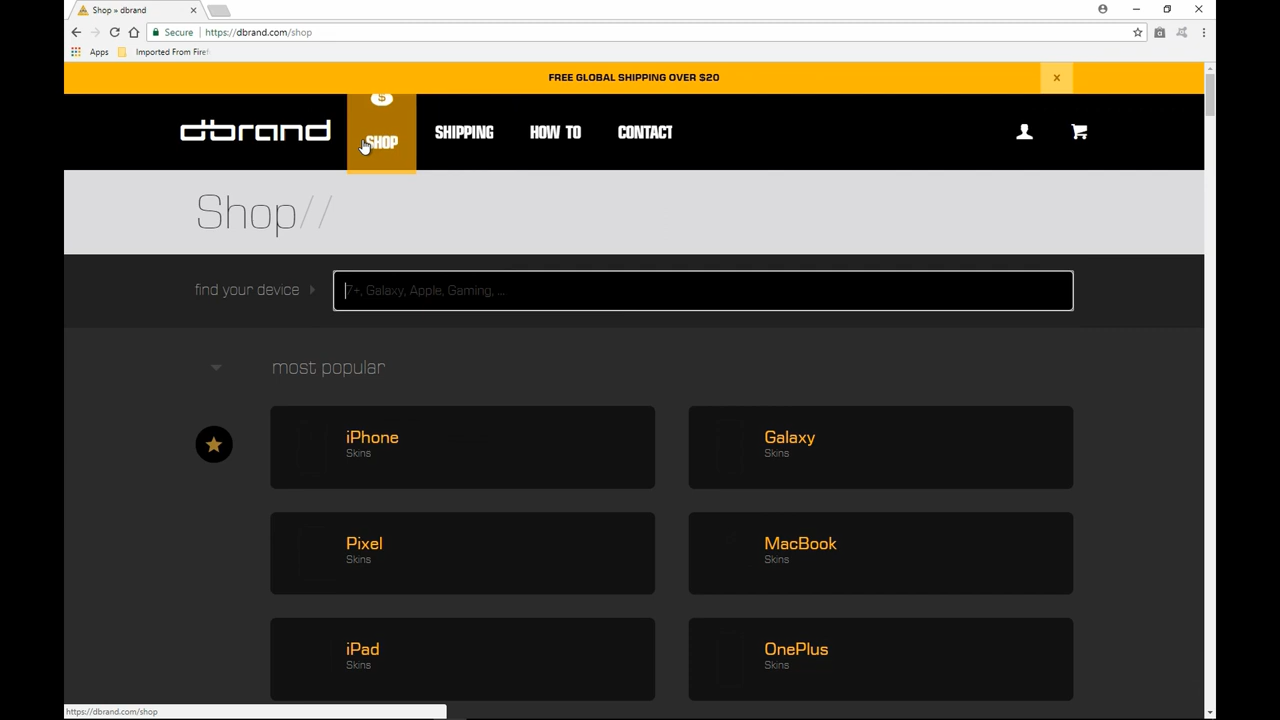 Shop » dbrand
Secure
https://dbrand.com/shop
Apps
Imported From Firef
FREE GLOBAL SHIPPING OVER $20
x
dbrand
$
SHOP
SHIPPING
HOW TO
CONTACT
Shop//
find your device
7+, Galaxy, Apple, Gaming, ...
most popular
iPhone
Skins
Galaxy
Skins
Pixel
Skins
MacBook
Skins
iPad
Skins
OnePlus
Skins
https://dbrand.com/shop